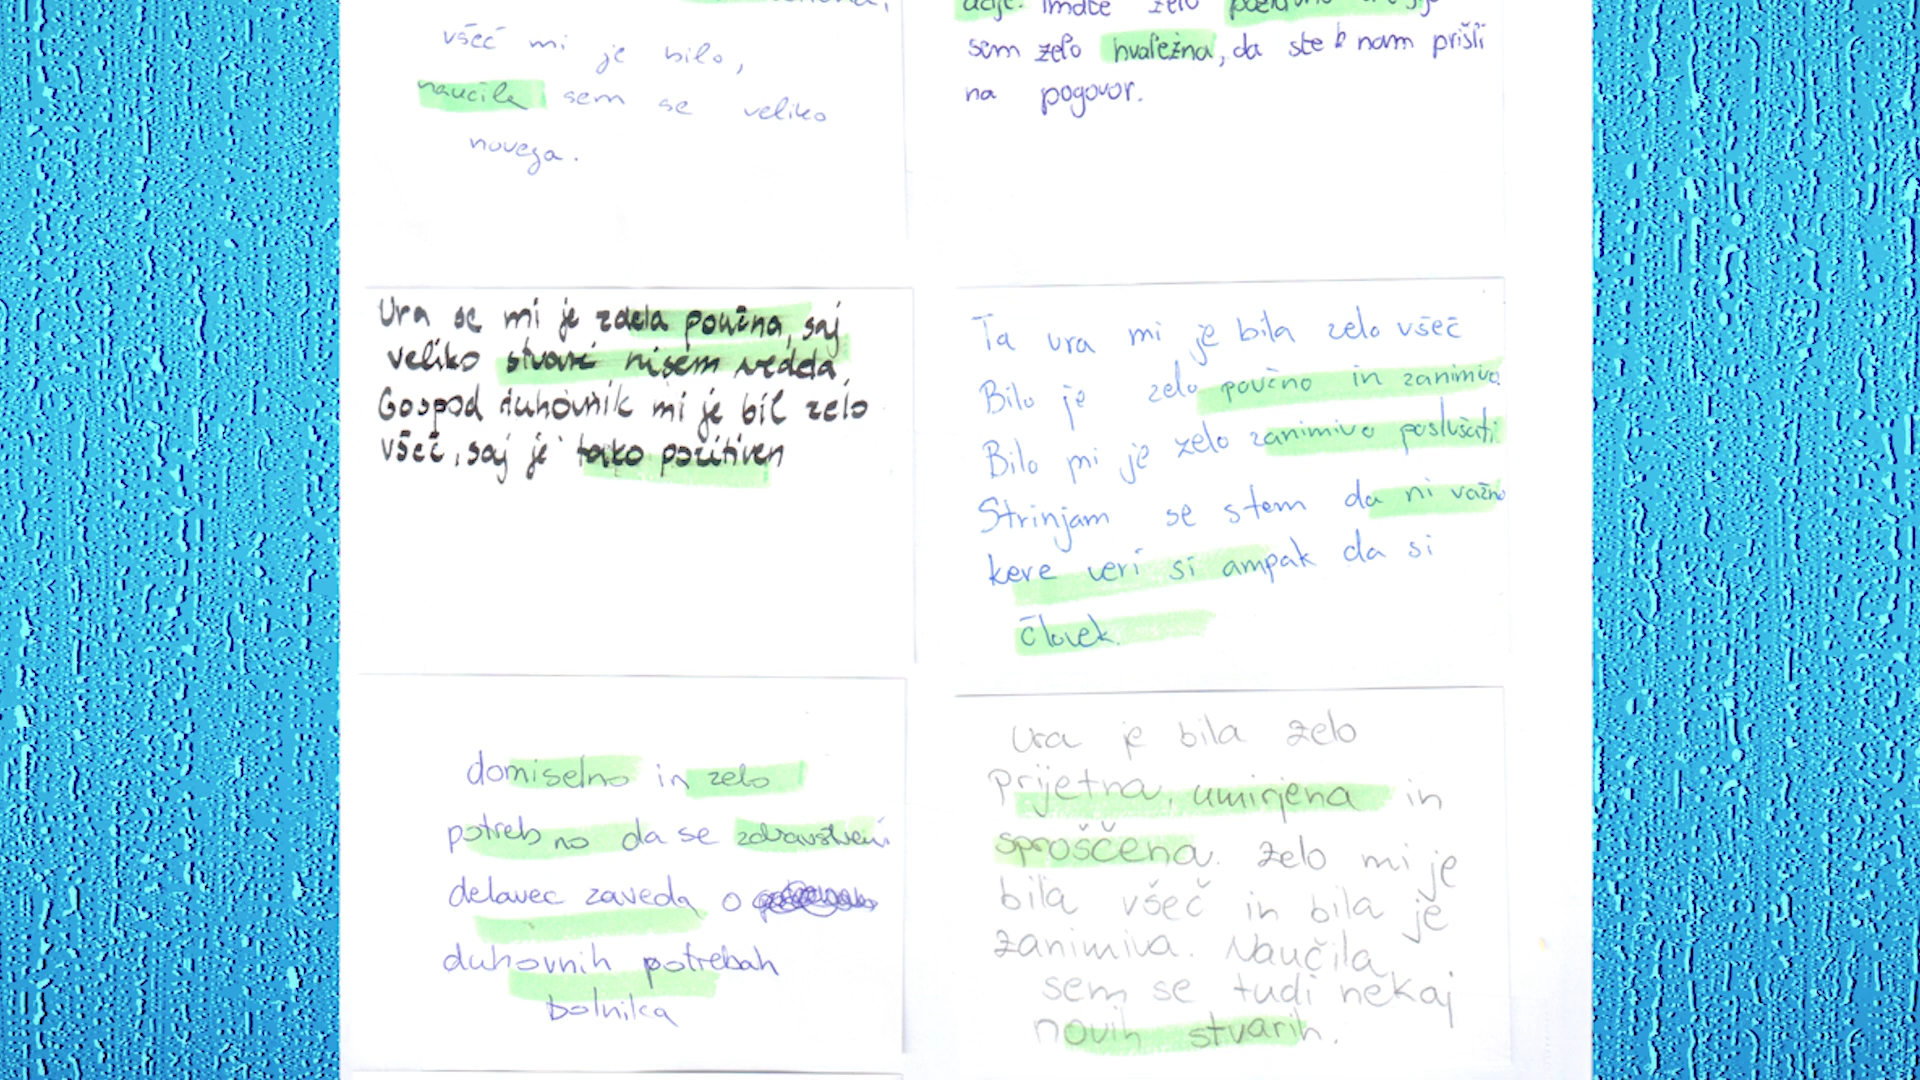 všeč mi je bilo,
naučila sem se veliko
novega.
acije. Imate zelo
sem zelo hvaležna, da ste k nam prišli
na pogovor.
Ura se mi je zdela poučna, saj
veliko stvari nisem vedela.
Gospod duhovnik mi je bil zelo
všeč, saj je tako pozitiven
Ta ura mi je bila zelo všeč
Bilo je zelo poučno in zanimivo
Bilo mi je zelo zanimivo poslušati
Strinjam se s tem da ni važno
kere veri si ampak da si
človek.
domiselno in zelo
potrebno da se zdravstveni
delavec zaveda o
duhovnih potrebah
bolnika
Ura je bila zelo
prijetna, umirjena in
sproščena. Zelo mi je
bila všeč in bila je
zanimiva. Naučila
sem se tudi nekaj
novih stvarih.